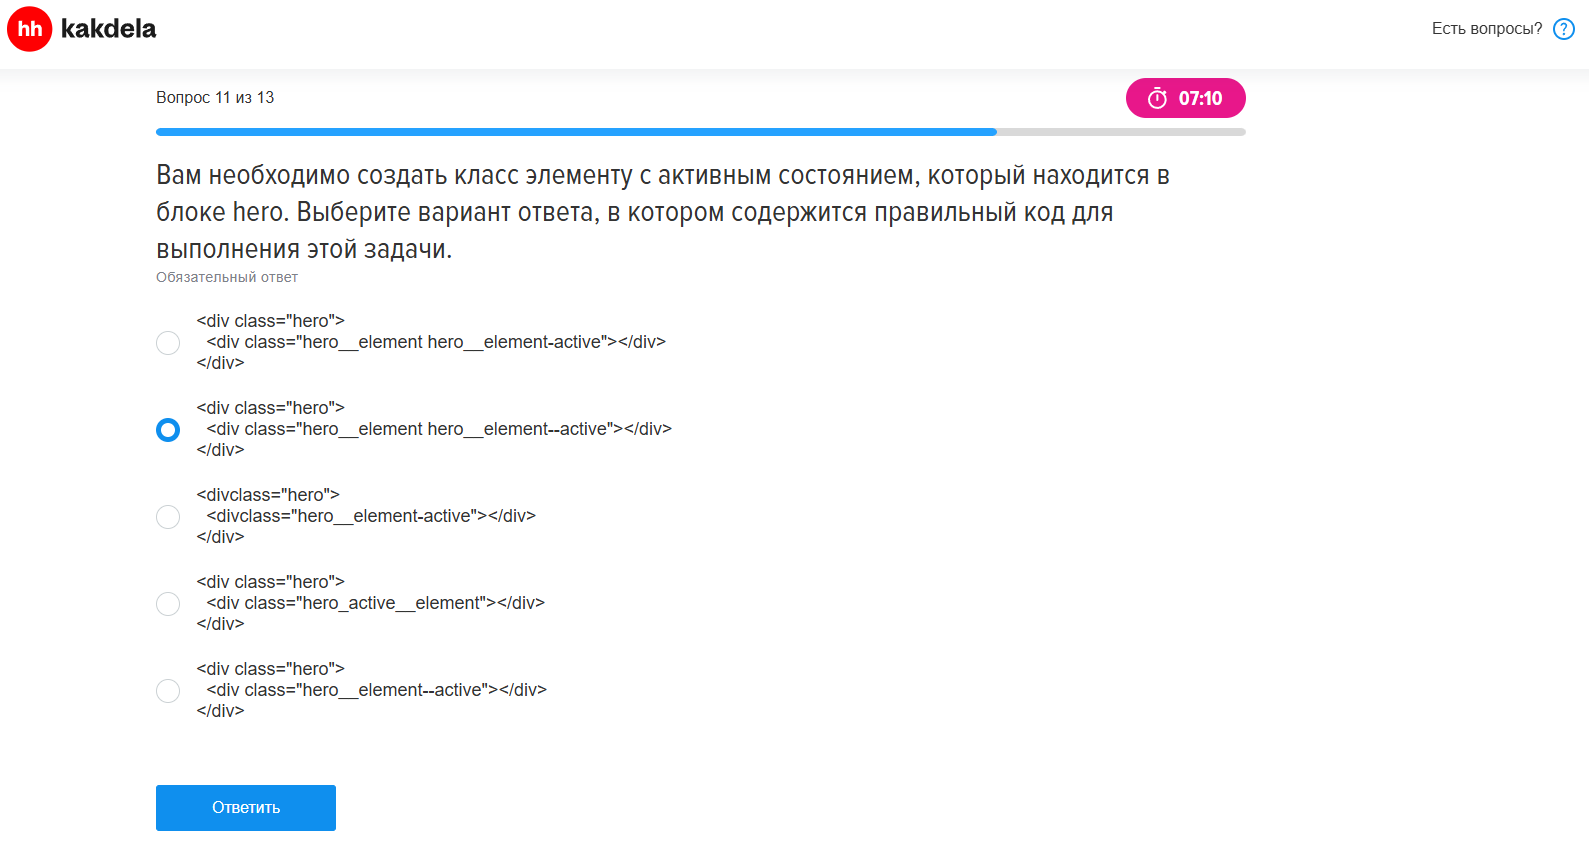 hh kakdela
Есть вопросы? ?
Вопрос 11 из 13
07:10
Вам необходимо создать класс элементу с активным состоянием, который находится в
блоке hero. Выберите вариант ответа, в котором содержится правильный код для
выполнения этой задачи.
Обязательный ответ
<div class="hero">
<div class="hero__element hero__element-active"></div>
</div>
<div class="hero">
<div class="hero__element hero__element--active"></div>
</div>
<divclass="hero">
<divclass="hero__element-active"></div>
</div>
<div class="hero">
<div class="hero_active__element"></div>
</div>
<div class="hero">
<div class="hero__element--active"></div>
</div>
Ответить